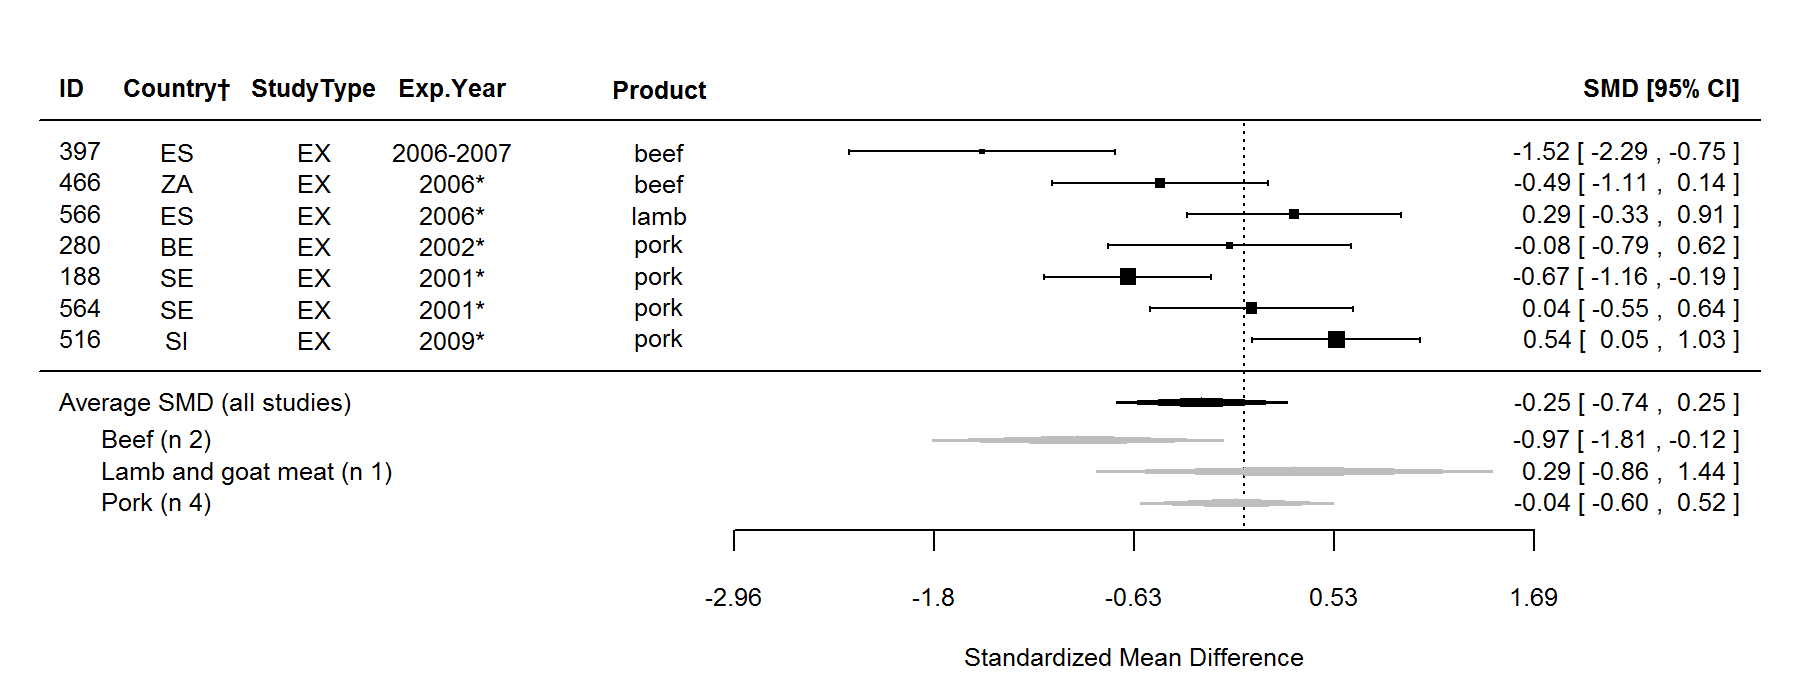 ID Country† StudyType Exp.Year Product SMD [95% CI]
397 ES EX 2006-2007 beef -1.52 [ -2.29 , -0.75 ]
466 ZA EX 2006* beef -0.49 [ -1.11 , 0.14 ]
566 ES EX 2006* lamb 0.29 [ -0.33 , 0.91 ]
280 BE EX 2002* pork -0.08 [ -0.79 , 0.62 ]
188 SE EX 2001* pork -0.67 [ -1.16 , -0.19 ]
564 SE EX 2001* pork 0.04 [ -0.55 , 0.64 ]
516 SI EX 2009* pork 0.54 [ 0.05 , 1.03 ]
Average SMD (all studies) -0.25 [ -0.74 , 0.25 ]
Beef (n 2) -0.97 [ -1.81 , -0.12 ]
Lamb and goat meat (n 1) 0.29 [ -0.86 , 1.44 ]
Pork (n 4) -0.04 [ -0.60 , 0.52 ]
-2.96 -1.8 -0.63 0.53 1.69
Standardized Mean Difference